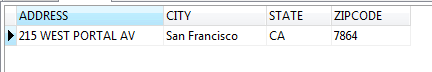 ADDRESS CITY STATE ZIPCODE
215 WEST PORTAL AV San Francisco CA 7864